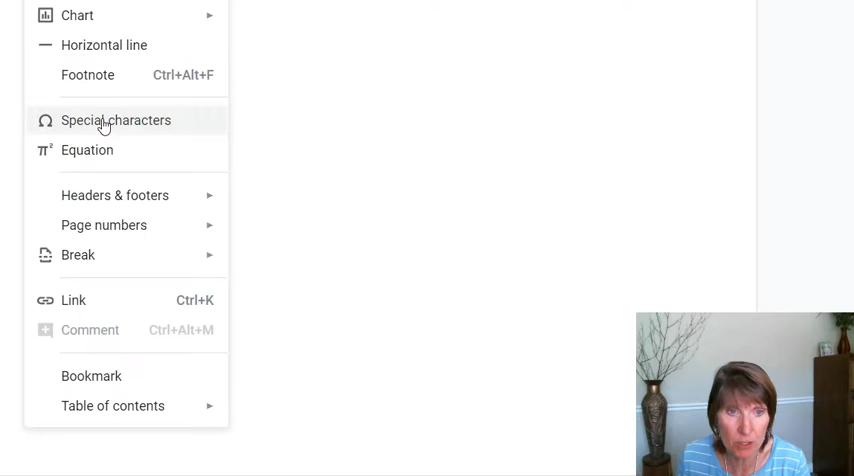 Chart
Horizontal line
Footnote Ctrl+Alt+F
Special characters
Equation
Headers & footers
Page numbers
Break
Link Ctrl+K
Comment Ctrl+Alt+M
Bookmark
Table of contents